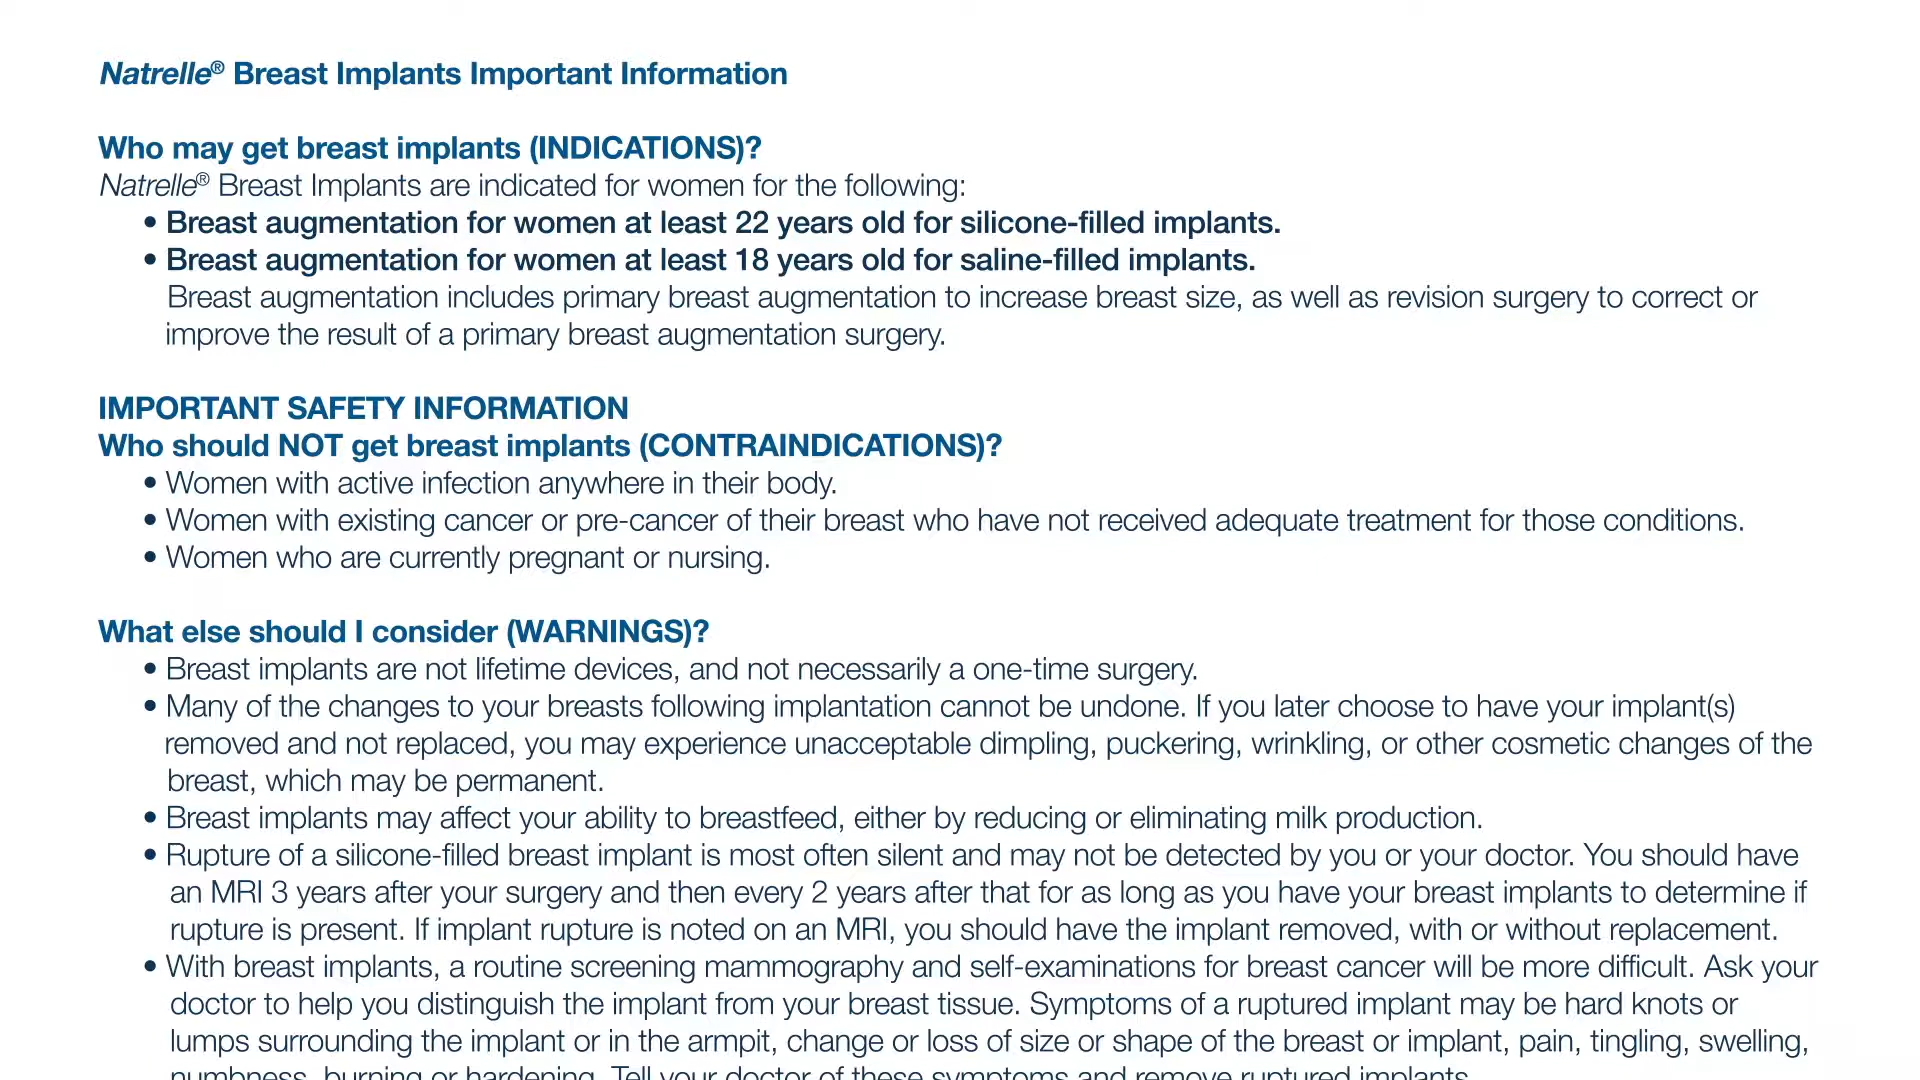 Natrelle® Breast Implants Important Information
Who may get breast implants (INDICATIONS)?
Natrelle® Breast Implants are indicated for women for the following:
• Breast augmentation for women at least 22 years old for silicone-filled implants.
• Breast augmentation for women at least 18 years old for saline-filled implants.
Breast augmentation includes primary breast augmentation to increase breast size, as well as revision surgery to correct or
improve the result of a primary breast augmentation surgery.
IMPORTANT SAFETY INFORMATION
Who should NOT get breast implants (CONTRAINDICATIONS)?
• Women with active infection anywhere in their body.
• Women with existing cancer or pre-cancer of their breast who have not received adequate treatment for those conditions.
• Women who are currently pregnant or nursing.
What else should I consider (WARNINGS)?
• Breast implants are not lifetime devices, and not necessarily a one-time surgery.
• Many of the changes to your breasts following implantation cannot be undone. If you later choose to have your implant(s)
removed and not replaced, you may experience unacceptable dimpling, puckering, wrinkling, or other cosmetic changes of the
breast, which may be permanent.
• Breast implants may affect your ability to breastfeed, either by reducing or eliminating milk production.
• Rupture of a silicone-filled breast implant is most often silent and may not be detected by you or your doctor. You should have
an MRI 3 years after your surgery and then every 2 years after that for as long as you have your breast implants to determine if
rupture is present. If implant rupture is noted on an MRI, you should have the implant removed, with or without replacement.
• With breast implants, a routine screening mammography and self-examinations for breast cancer will be more difficult. Ask your
doctor to help you distinguish the implant from your breast tissue. Symptoms of a ruptured implant may be hard knots or
lumps surrounding the implant or in the armpit, change or loss of size or shape of the breast or implant, pain, tingling, swelling,
numbness, burning or hardening. Tell your doctor of these symptoms and remove ruptured implants.